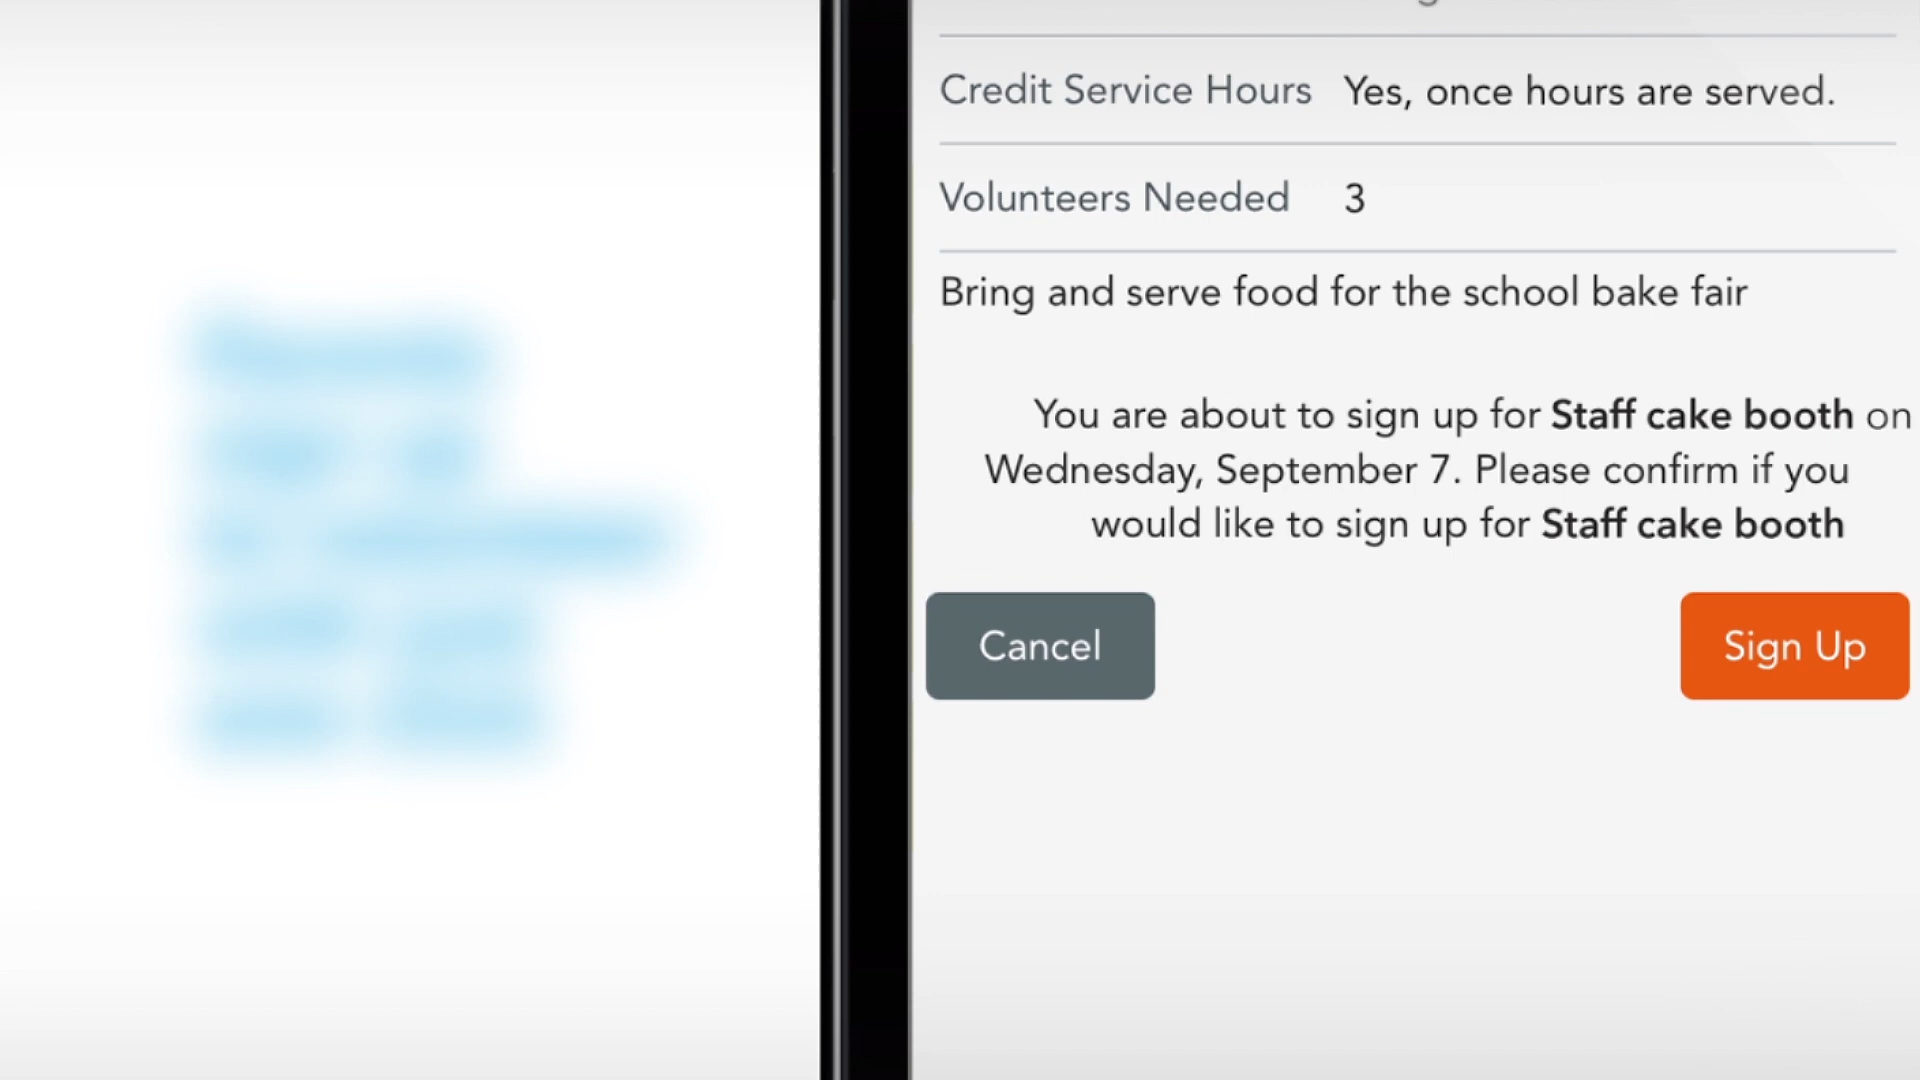 Credit Service Hours Yes, once hours are served.
Volunteers Needed 3
Bring and serve food for the school bake fair
You are about to sign up for Staff cake booth on
Wednesday, September 7. Please confirm if you
would like to sign up for Staff cake booth
Cancel
Sign Up